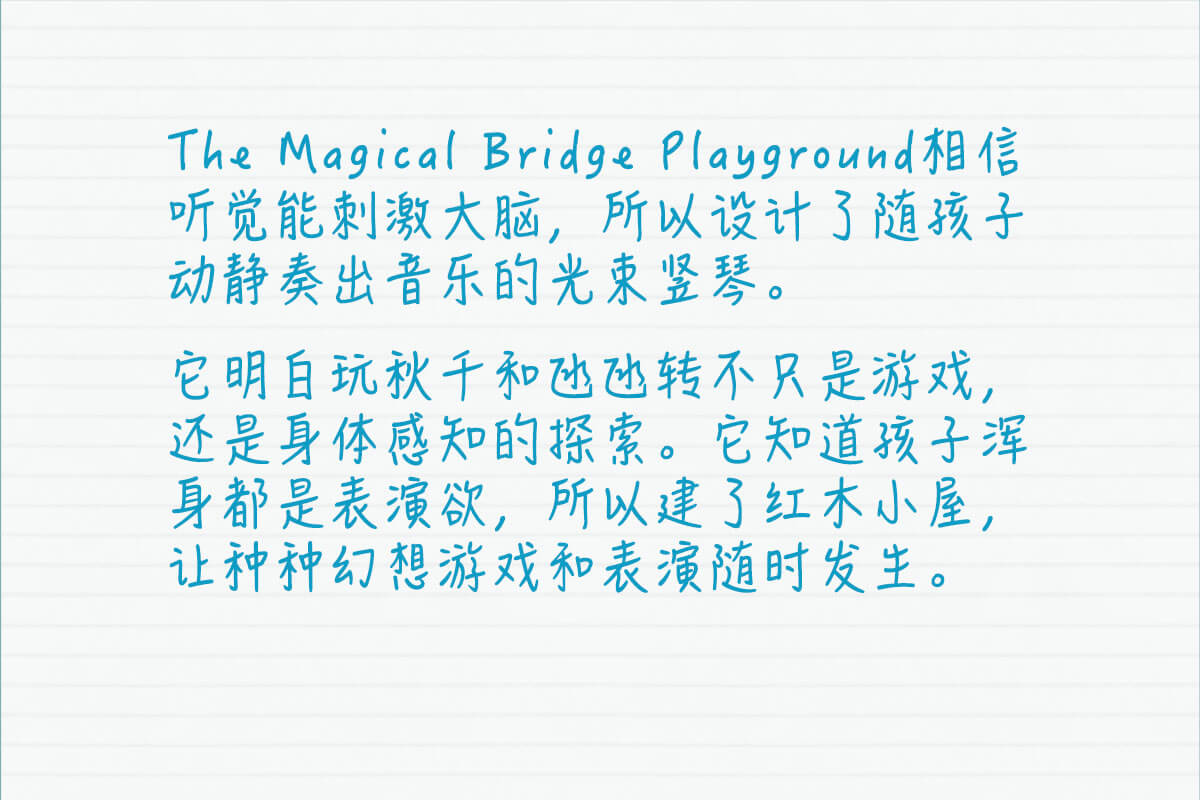 The Magical Bridge Playground相信
听觉能刺激大脑，所以设计了随孩子
动静奏出音乐的光束竖琴。
它明白玩秋千和氹氹转不只是游戏，
还是身体感知的探索。它知道孩子浑
身都是表演欲，所以建了红木小屋，
让种种幻想游戏和表演随时发生。